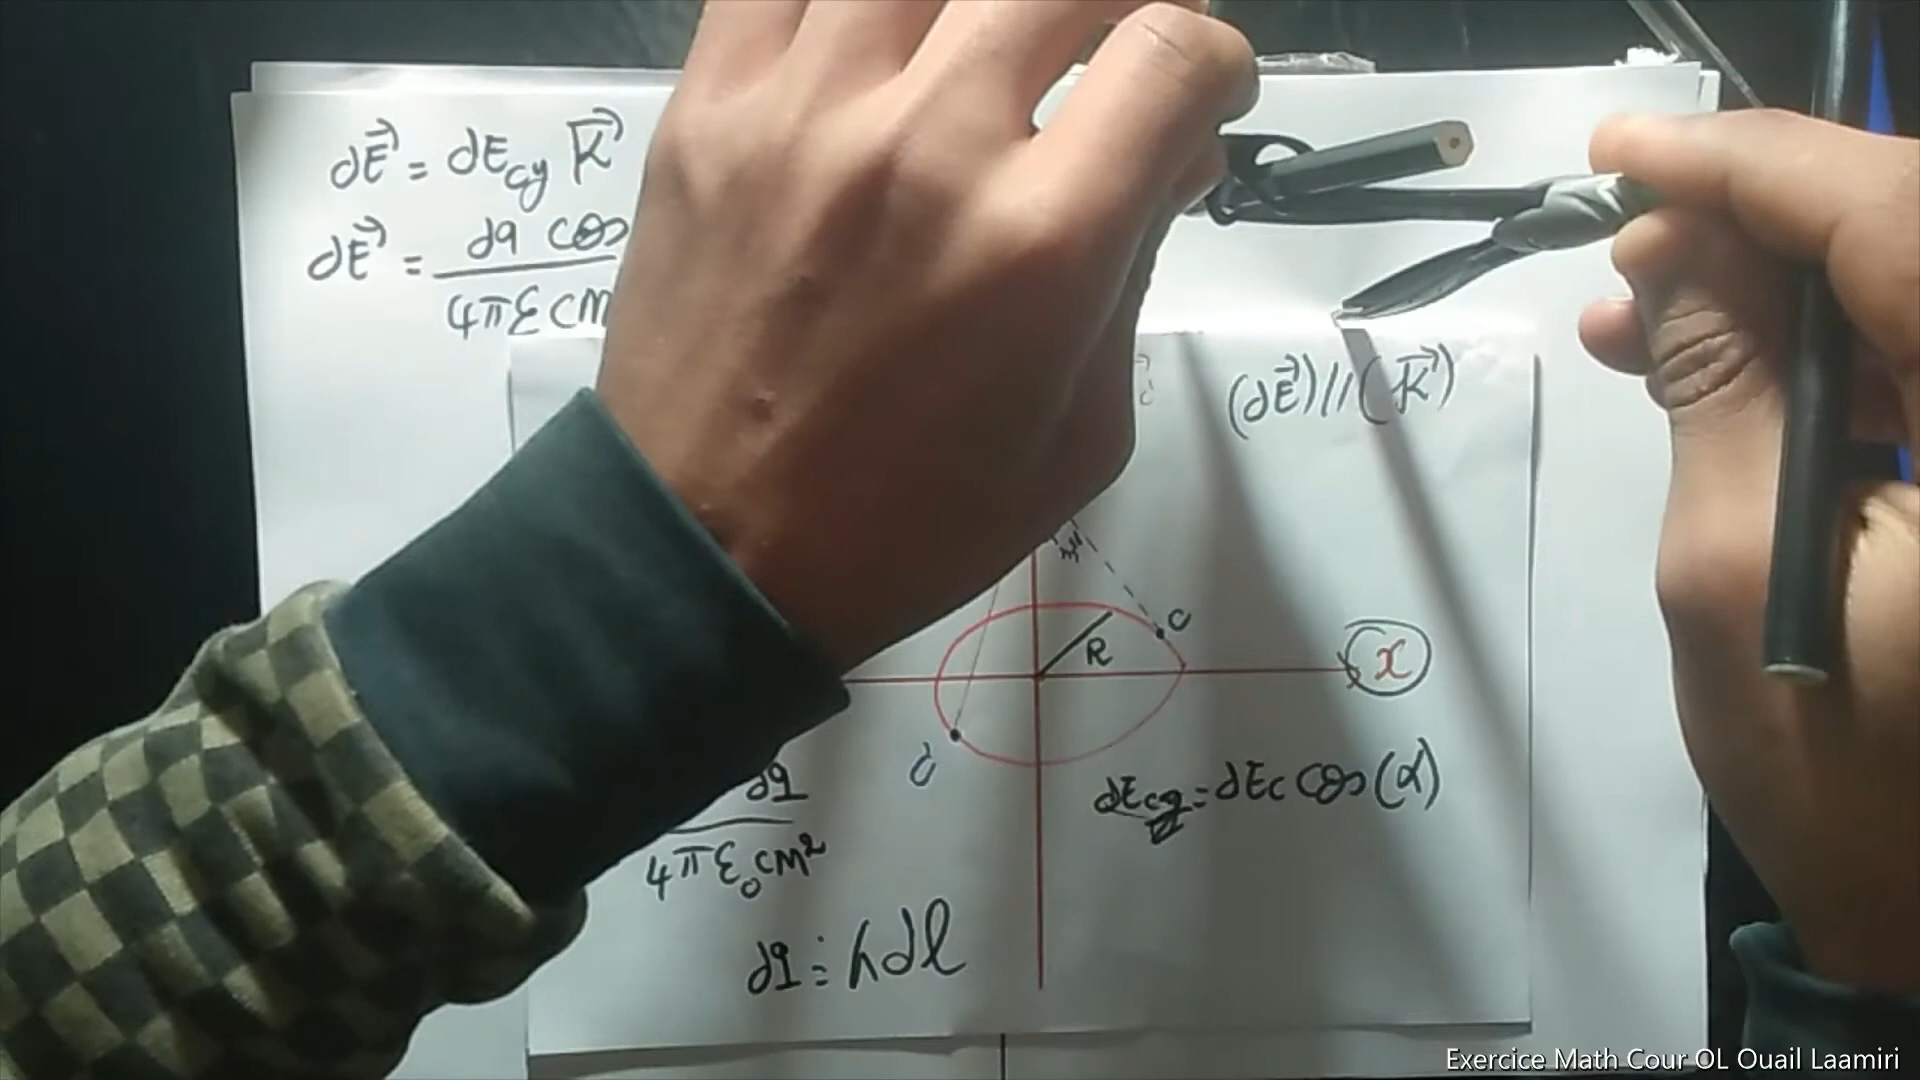 dE⃗ = dEcy K⃗
dE⃗ = dq cos
4πε CM
(dE⃗)//(K⃗)
C
R
x
d
dq
4πε₀CM²
dEcy = dEc cos(α)
dq = λdl
Exercice Math Cour OL Ouail Laamiri